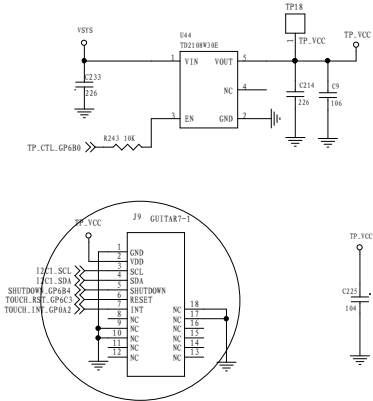 TP18
VSYS
U44
TD2108W30E
1
TP_VCC
TP_VCC
1 VIN VOUT 5
C233
226
NC 4
C214
226
C9
106
3 EN GND 2
R243 10K
TP_CTL_GP6B0
J9 GUITAR7-1
TP_VCC
TP_VCC
1 GND
2 VDD
I2C1_SCL 3 SCL
I2C1_SDA 4 SDA
SHUTDOWN_GP6B4 5 SHUTDOWN
TOUCH_RST_GP6C3 6 RESET
TOUCH_INT_GP0A2 7 INT NC 18
8 NC NC 17
9 NC NC 16
10 NC NC 15
11 NC NC 14
12 NC NC 13
C225
104